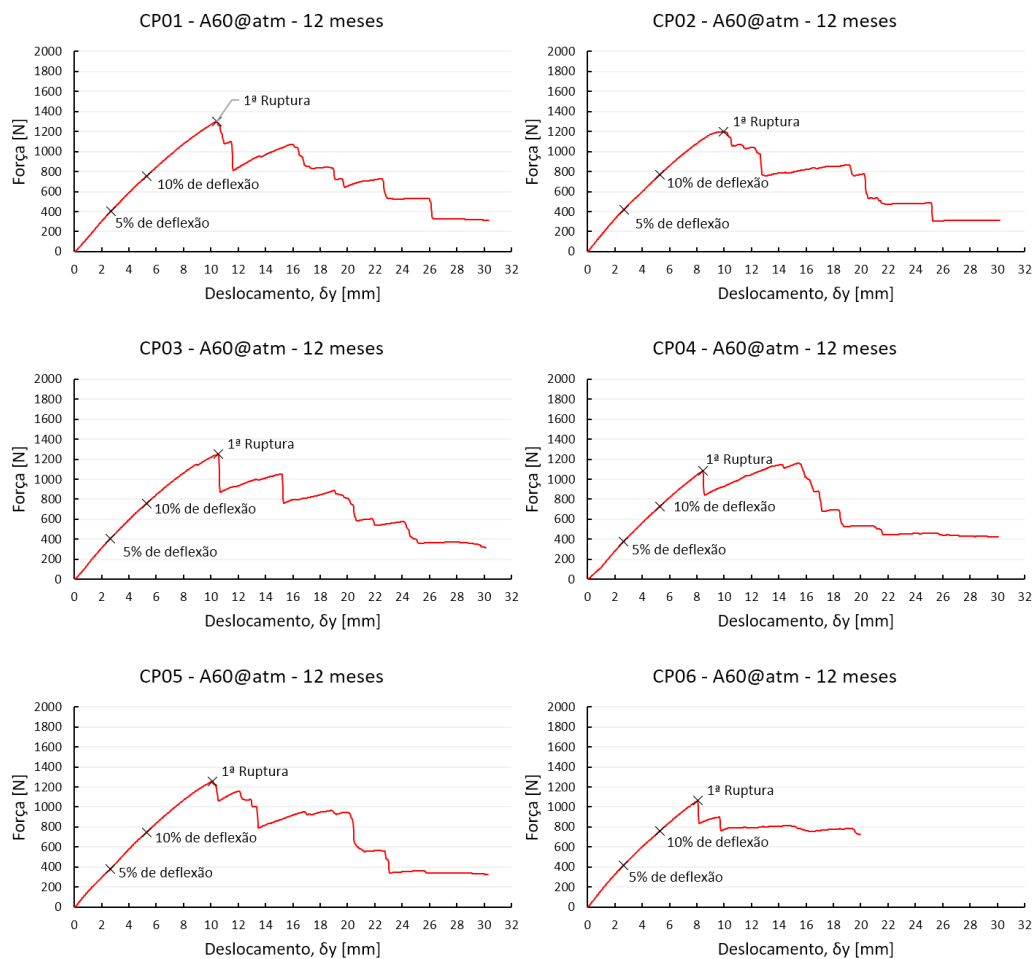 CP01 - A60@atm - 12 meses
2000
1800
1600
1400
1200
1000
800
600
400
200
0
Força [N]
1ª Ruptura
10% de deflexão
5% de deflexão
0 2 4 6 8 10 12 14 16 18 20 22 24 26 28 30 32
Deslocamento, δy [mm]
CP02 - A60@atm - 12 meses
2000
1800
1600
1400
1200
1000
800
600
400
200
0
Força [N]
1ª Ruptura
10% de deflexão
5% de deflexão
0 2 4 6 8 10 12 14 16 18 20 22 24 26 28 30 32
Deslocamento, δy [mm]
CP03 - A60@atm - 12 meses
2000
1800
1600
1400
1200
1000
800
600
400
200
0
Força [N]
1ª Ruptura
10% de deflexão
5% de deflexão
0 2 4 6 8 10 12 14 16 18 20 22 24 26 28 30 32
Deslocamento, δy [mm]
CP04 - A60@atm - 12 meses
2000
1800
1600
1400
1200
1000
800
600
400
200
0
Força [N]
1ª Ruptura
10% de deflexão
5% de deflexão
0 2 4 6 8 10 12 14 16 18 20 22 24 26 28 30 32
Deslocamento, δy [mm]
CP05 - A60@atm - 12 meses
2000
1800
1600
1400
1200
1000
800
600
400
200
0
Força [N]
1ª Ruptura
10% de deflexão
5% de deflexão
0 2 4 6 8 10 12 14 16 18 20 22 24 26 28 30 32
Deslocamento, δy [mm]
CP06 - A60@atm - 12 meses
2000
1800
1600
1400
1200
1000
800
600
400
200
0
Força [N]
1ª Ruptura
10% de deflexão
5% de deflexão
0 2 4 6 8 10 12 14 16 18 20 22 24 26 28 30 32
Deslocamento, δy [mm]